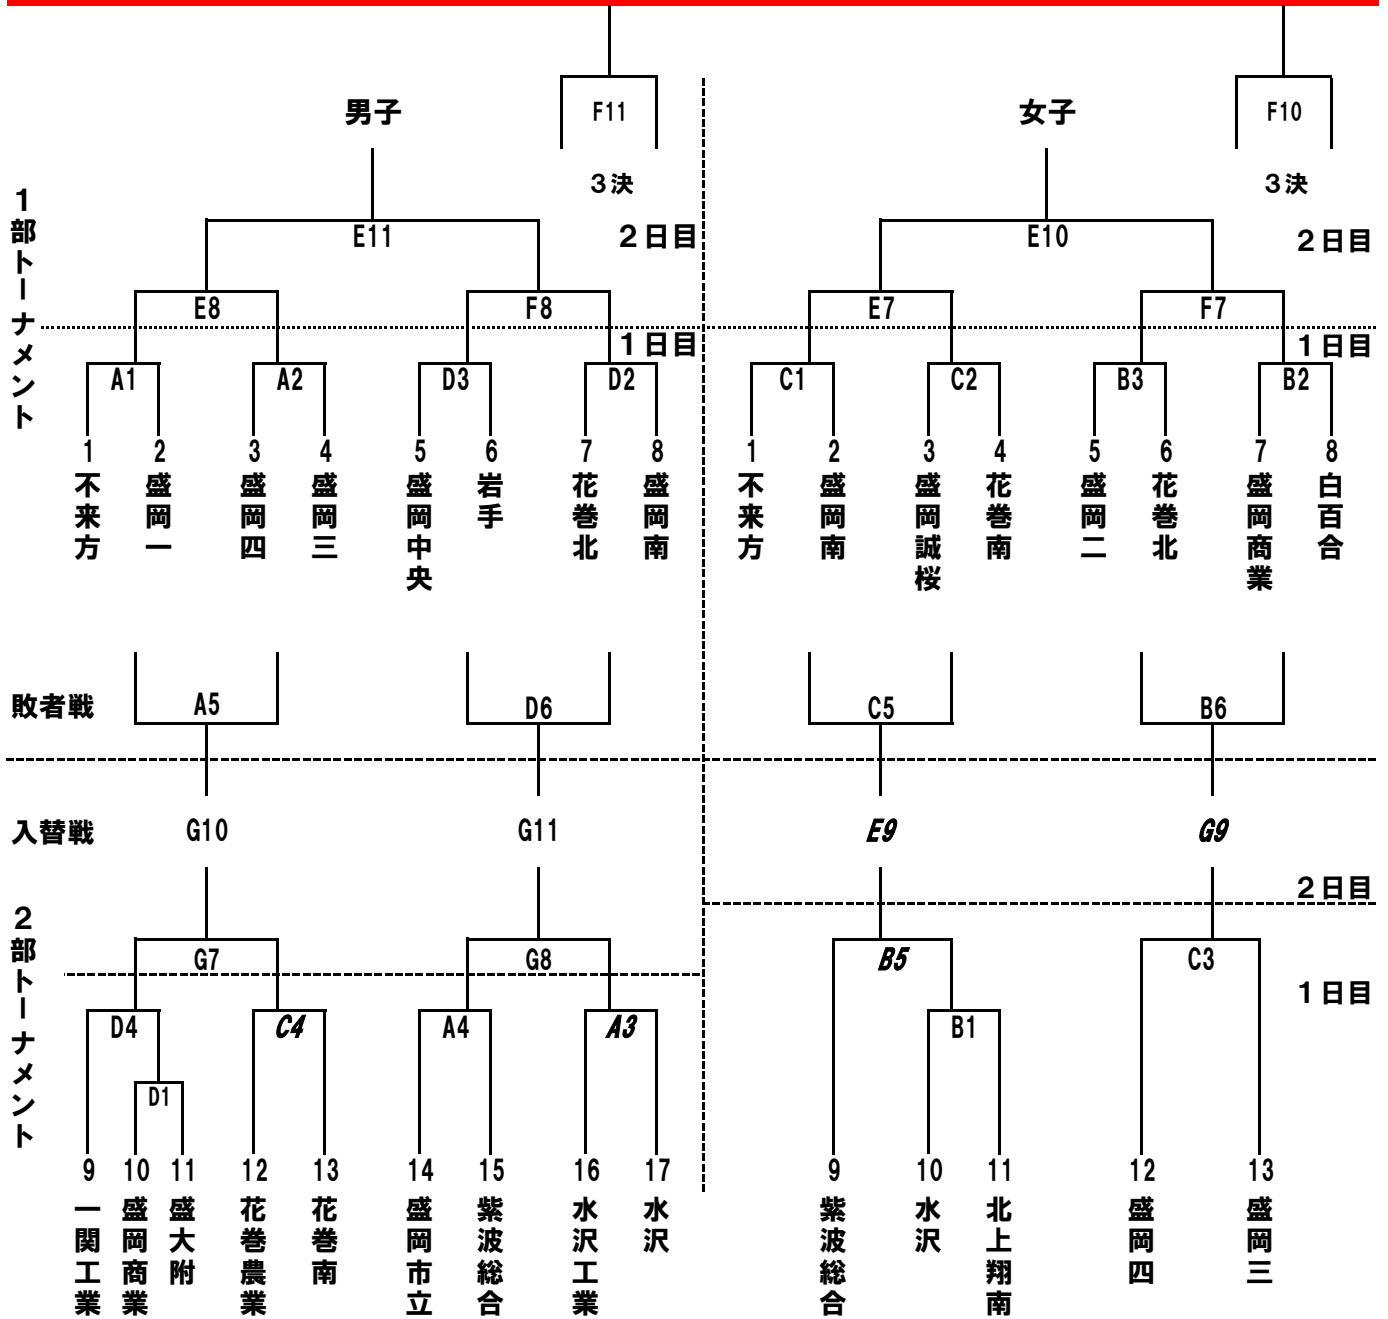 男子
F11
3決
1部トーナメント
E11
2日目
E8
F8
1日目
A1
A2
D3
D2
1
2
3
4
5
6
7
8
不来方
盛岡一
盛岡四
盛岡三
盛岡中央
岩手
花巻北
盛岡南
敗者戦
A5
D6
入替戦
G10
G11
2部トーナメント
G7
G8
D4
C4
A4
A3
D1
9
10
11
12
13
14
15
16
17
一関工業
盛岡商業
盛大附
花巻農業
花巻南
盛岡市立
紫波総合
水沢工業
水沢
女子
F10
3決
E10
2日目
E7
F7
1日目
C1
C2
B3
B2
1
2
3
4
5
6
7
8
不来方
盛岡南
盛岡誠桜
花巻南
盛岡二
花巻北
盛岡商業
白百合
C5
B6
E9
G9
2日目
B5
C3
1日目
B1
9
10
11
12
13
紫波総合
水沢
北上翔南
盛岡四
盛岡三